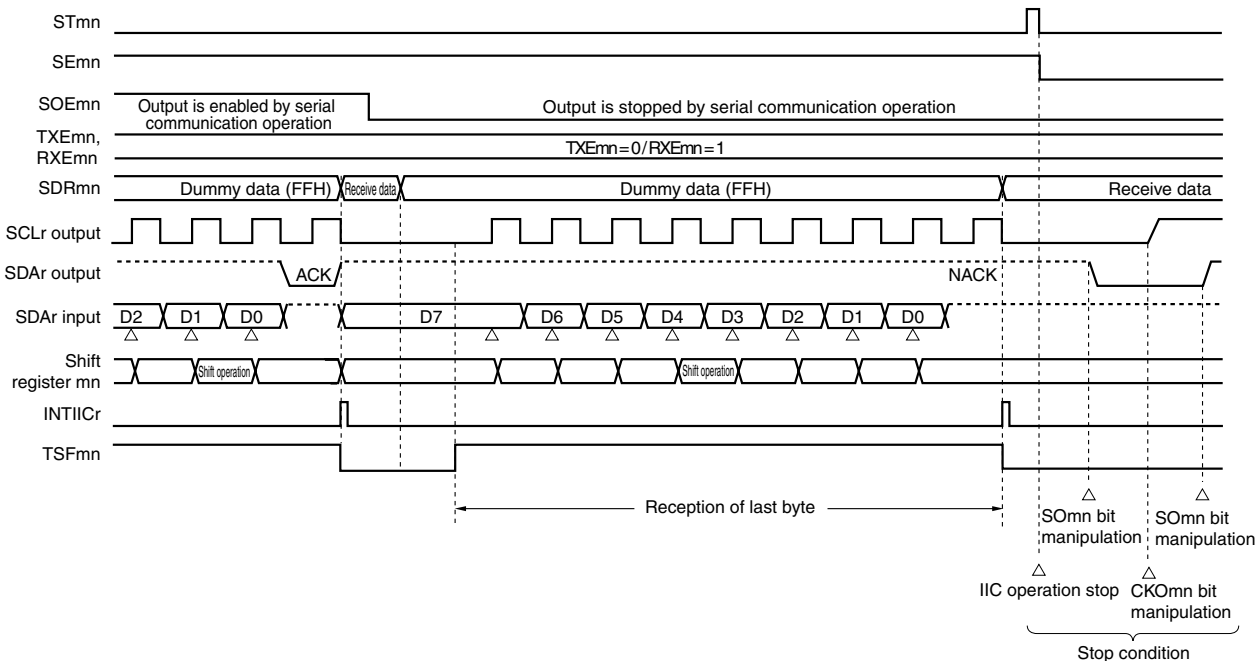 STmn
SEmn
SOEmn
Output is enabled by serial
communication operation
Output is stopped by serial communication operation
TXEmn,
RXEmn
TXEmn=0/RXEmn=1
SDRmn
Dummy data (FFH)
Receive data
Dummy data (FFH)
Receive data
SCLr output
SDAr output
ACK
NACK
SDAr input
D2
D1
D0
D7
D6
D5
D4
D3
D2
D1
D0
Shift
register mn
Shift operation
Shift operation
INTIICr
TSFmn
Reception of last byte
SOmn bit
manipulation
SOmn bit
manipulation
IIC operation stop
CKOmn bit
manipulation
Stop condition